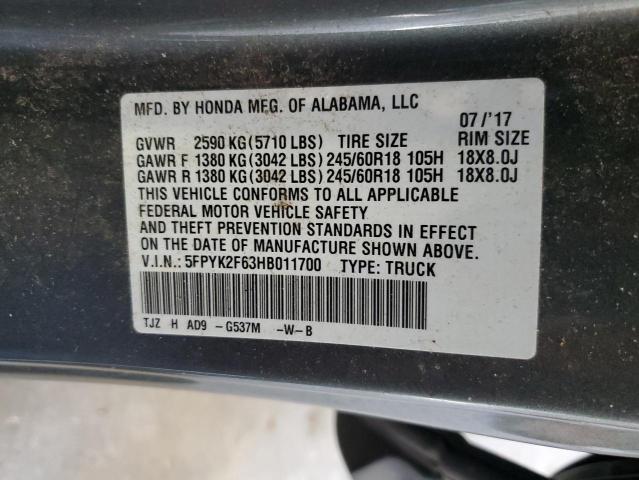 MFD. BY HONDA MFG. OF ALABAMA, LLC 07 /'17
GVWR 2590 KG(5710 LBS) TIRE SIZE RIM SIZE
GAWR F 1380 KG(3042 LBS) 245/60R18 105H 18X8.0J
GAWR R 1380 KG(3042 LBS) 245/60R18 105H 18X8.0J
THIS VEHICLE CONFORMS TO ALL APPLICABLE
FEDERAL MOTOR VEHICLE SAFETY
AND THEFT PREVENTION STANDARDS IN EFFECT
ON THE DATE OF MANUFACTURE SHOWN ABOVE.
V.I.N.: 5FPYK2F63HB011700 TYPE: TRUCK
TJZ H AD9 -G537M -W-B